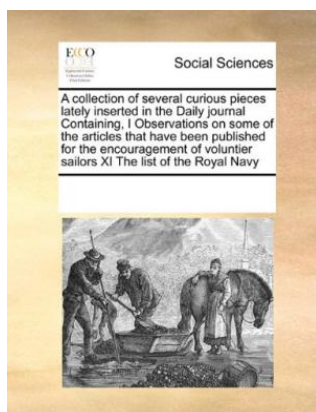 ECCO
Social Sciences
A collection of several curious pieces
lately inserted in the Daily journal
Containing, I Observations on some of
the articles that have been published
for the encouragement of voluntier
sailors XI The list of the Royal Navy